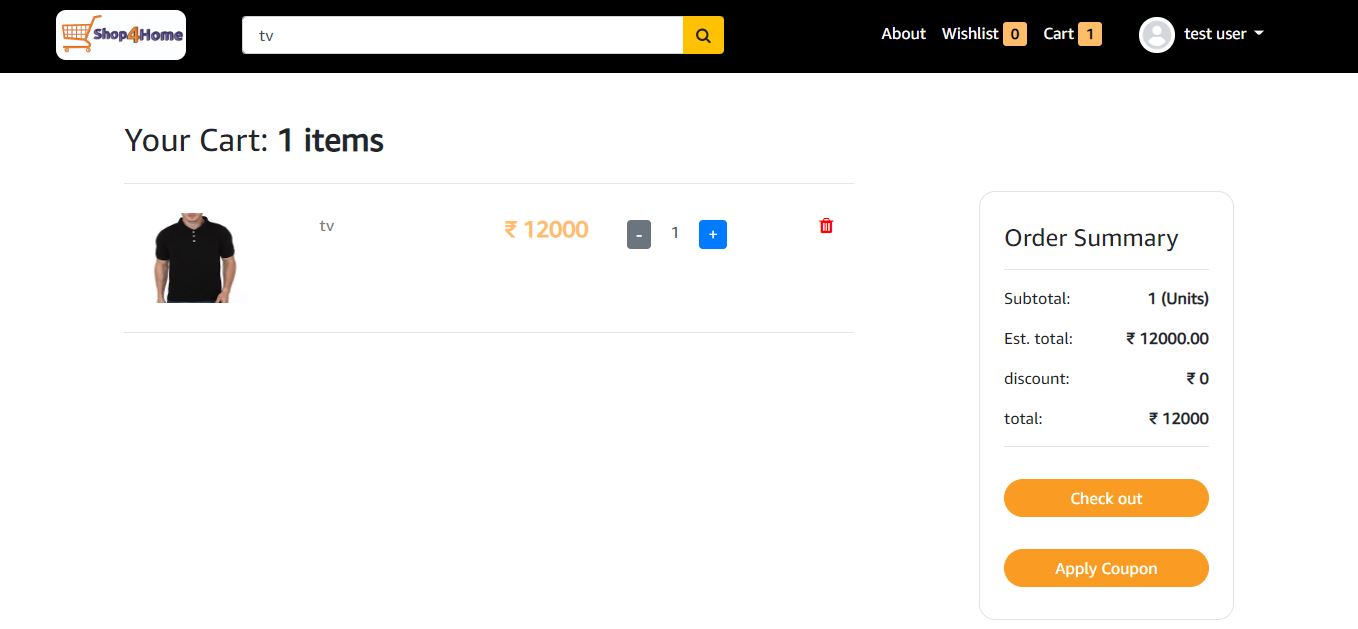 Shop4Home
tv
About Wishlist 0 Cart 1 test user
Your Cart: 1 items
tv ₹ 12000 - 1 +
Order Summary
Subtotal: 1 (Units)
Est. total: ₹ 12000.00
discount: ₹ 0
total: ₹ 12000
Check out
Apply Coupon